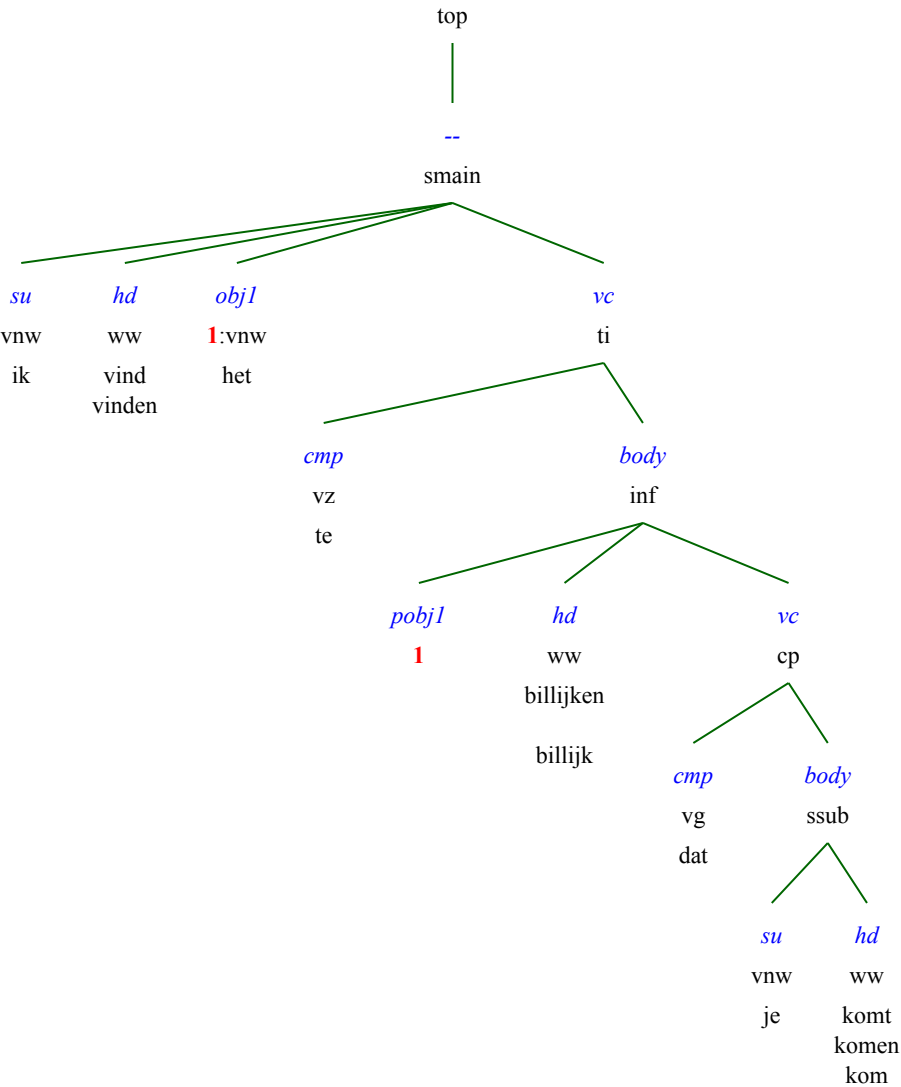 top
--
smain
su hd obj1 vc
vnw ww 1:vnw ti
ik vind het
vinden
cmp body
vz inf
te
pobj1 hd vc
1 ww cp
billijken
billijk
cmp body
vg ssub
dat
su hd
vnw ww
je komt
komen
kom